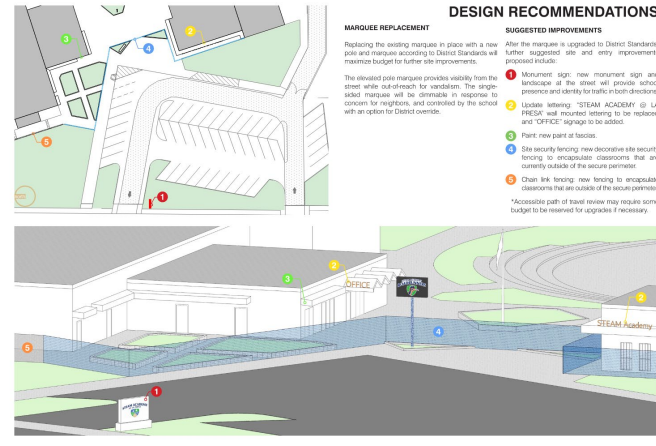 DESIGN RECOMMENDATIONS
MARQUEE REPLACEMENT
Replacing the existing marquee in place with a new
pole and marquee according to District Standards will
maximize budget for further site improvements.
The elevated pole marquee provides visibility from the
street while out-of-reach for vandalism. The single-
sided marquee will be dimmable in response to
concern for neighbors, and controlled by the school
with an option for District override.
SUGGESTED IMPROVEMENTS
After the marquee is upgraded to District Standards
further suggested site and entry improvement
proposed include:
1 Monument sign: new monument sign and
landscape at the street will provide school
presence and identity for traffic in both directions
2 Update lettering: "STEAM ACADEMY @ LA
PRESA" wall mounted lettering to be replaced
and "OFFICE" signage to be added.
3 Paint: new paint at fascias.
4 Site security fencing: new decorative site security
fencing to encapsulate classrooms that are
currently outside of the secure perimeter.
5 Chain link fencing: new fencing to encapsulate
classrooms that are outside of the secure perimeter
*Accessible path of travel review may require some
budget to be reserved for upgrades if necessary.
2
3
4
5
1
2
3
OFFICE
2
STEAM Academy
4
5
1
STEAM ACADEMY